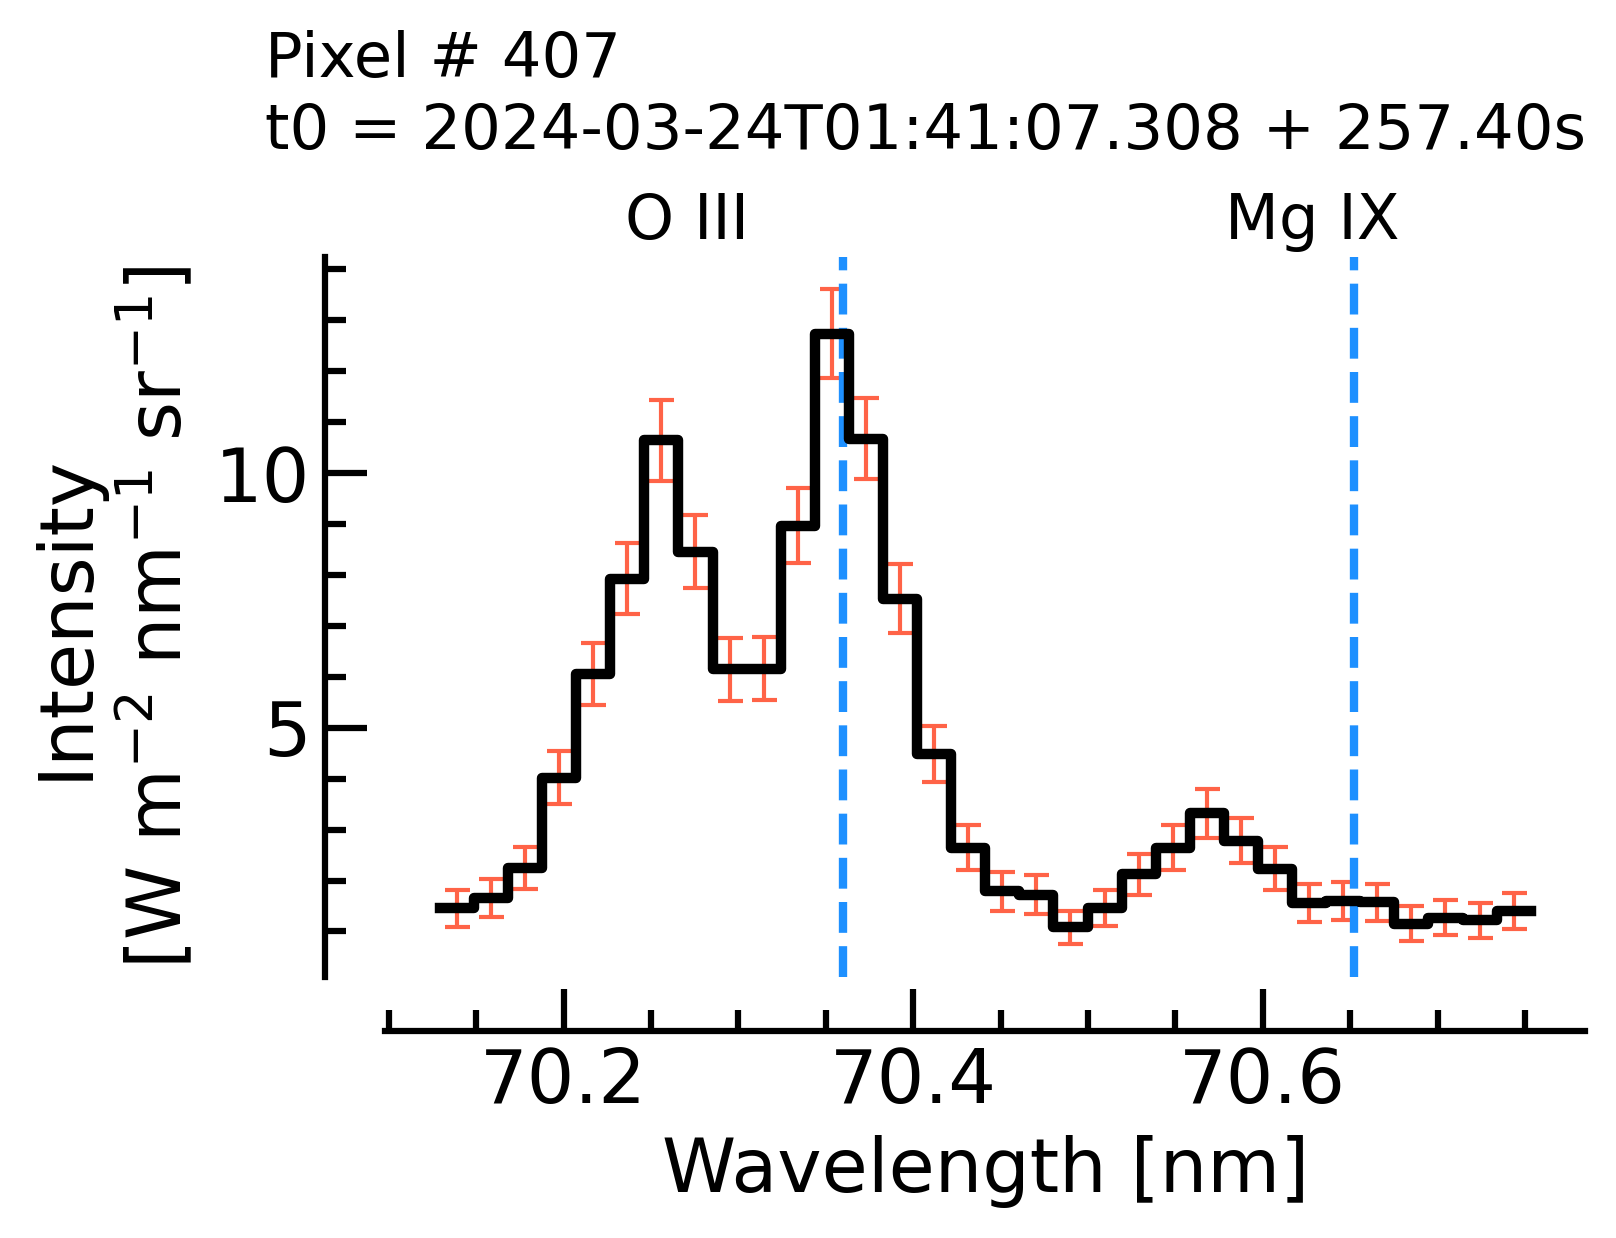 Pixel # 407
t0 = 2024-03-24T01:41:07.308 + 257.40s
O III
Mg IX
Intensity
[W m⁻² nm⁻¹ sr⁻¹]
10
5
70.2
70.4
70.6
Wavelength [nm]